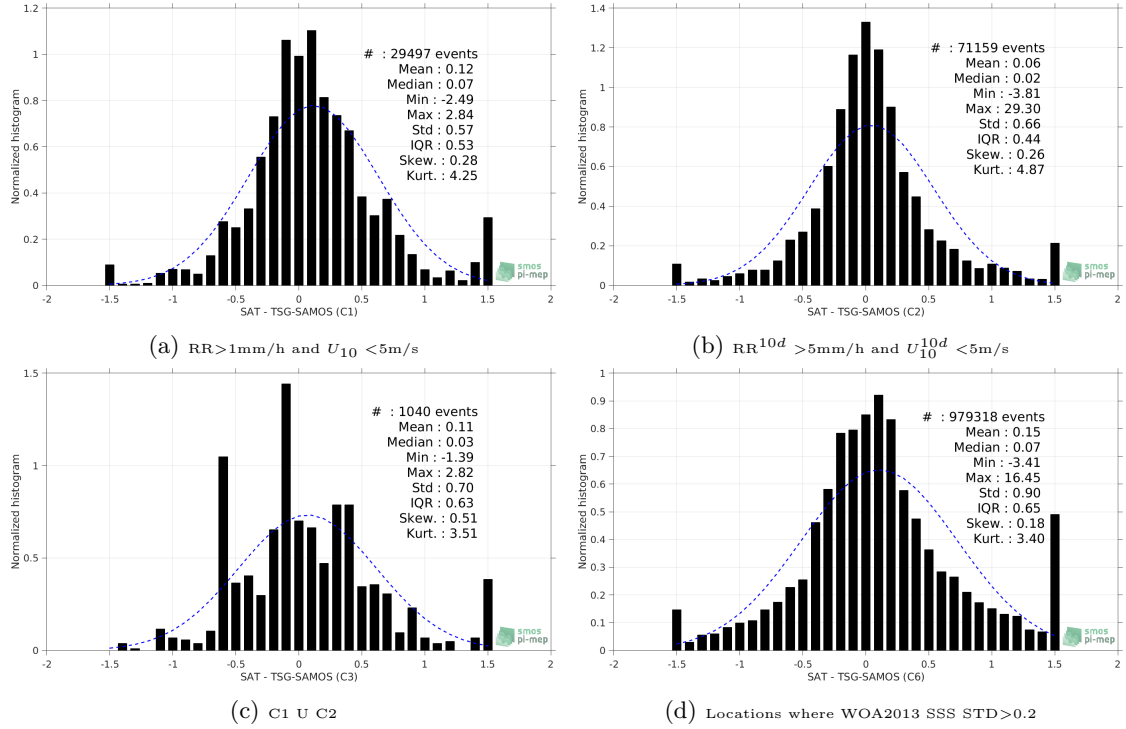 Normalized histogram
1.2
1
0.8
0.6
0.4
0.2
0
-2
-1.5
-1
-0.5
0
0.5
1
1.5
2
SAT - TSG-SAMOS (C1)
# : 29497 events
Mean : 0.12
Median : 0.07
Min : -2.49
Max : 2.84
Std : 0.57
IQR : 0.53
Skew. : 0.28
Kurt. : 4.25
smos
pi-mep
(a) RR>1mm/h and U10 <5m/s
Normalized histogram
1.4
1.2
1
0.8
0.6
0.4
0.2
0
-2
-1.5
-1
-0.5
0
0.5
1
1.5
2
SAT - TSG-SAMOS (C2)
# : 71159 events
Mean : 0.06
Median : 0.02
Min : -3.81
Max : 29.30
Std : 0.66
IQR : 0.44
Skew. : 0.26
Kurt. : 4.87
smos
pi-mep
(b) RR10d >5mm/h and U10d10 <5m/s
Normalized histogram
1.5
1
0.5
0
-2
-1.5
-1
-0.5
0
0.5
1
1.5
2
SAT - TSG-SAMOS (C3)
# : 1040 events
Mean : 0.11
Median : 0.03
Min : -1.39
Max : 2.82
Std : 0.70
IQR : 0.63
Skew. : 0.51
Kurt. : 3.51
smos
pi-mep
(c) C1 U C2
Normalized histogram
1
0.9
0.8
0.7
0.6
0.5
0.4
0.3
0.2
0.1
0
-2
-1.5
-1
-0.5
0
0.5
1
1.5
2
SAT - TSG-SAMOS (C6)
# : 979318 events
Mean : 0.15
Median : 0.07
Min : -3.41
Max : 16.45
Std : 0.90
IQR : 0.65
Skew. : 0.18
Kurt. : 3.40
smos
pi-mep
(d) Locations where WOA2013 SSS STD>0.2